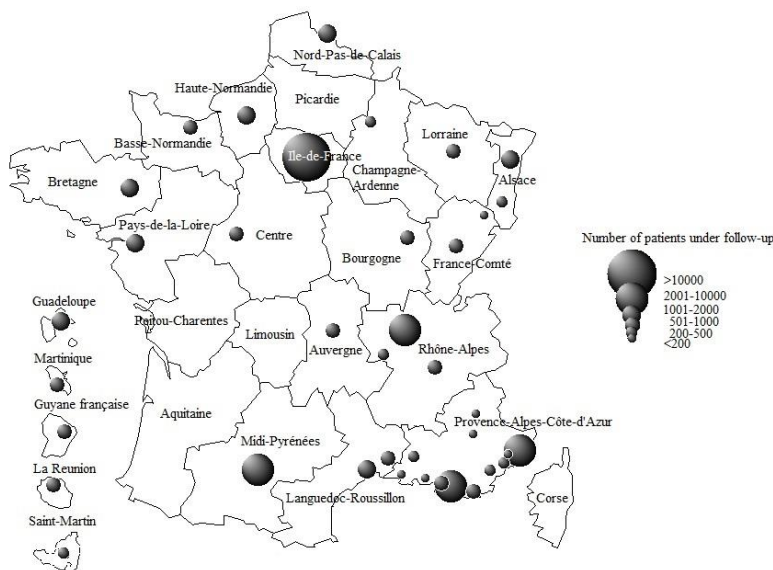 Nord-Pas-de Calais
Haute-Normandie
Picardie
Basse-Normandie
Lorraine
Ile-de-France
Champagne-
Ardenne
Alsace
Bretagne
Pays-de-la-Loire
Centre
Bourgogne
France-Comté
Number of patients under follow-up
>10000
2001-10000
1001-2000
501-1000
200-500
<200
Guadeloupe
Poitou-Charentes
Limousin
Auvergne
Rhône-Alpes
Martinique
Guyane française
Aquitaine
Midi-Pyrénées
Provence-Alpes-Côte-d'Azur
La Reunion
Languedoc-Roussillon
Corse
Saint-Martin